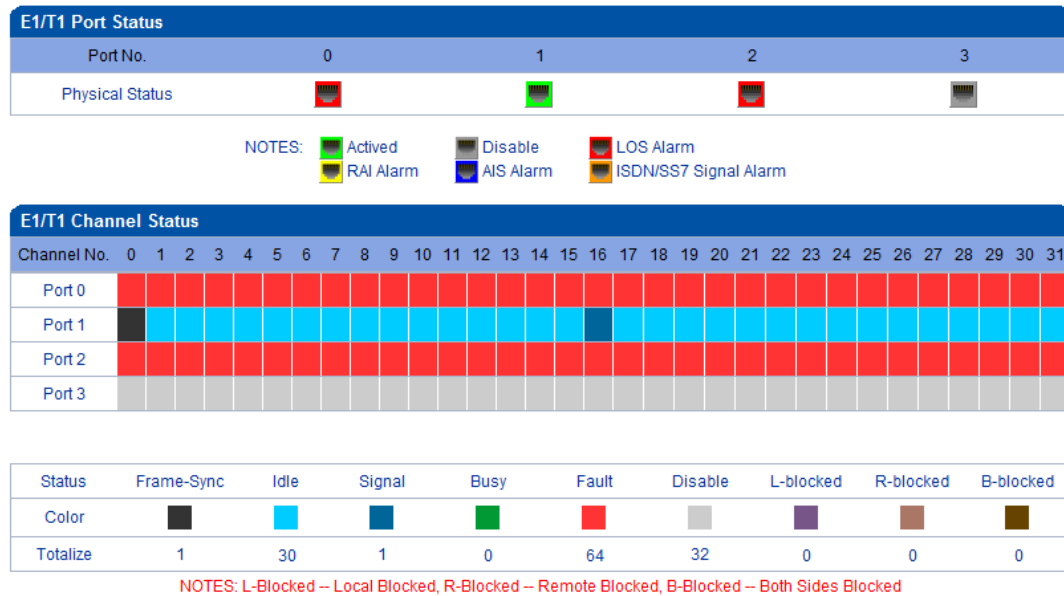 E1/T1 Port Status
Port No. 0 1 2 3
Physical Status
NOTES: Actived Disable LOS Alarm
RAI Alarm AIS Alarm ISDN/SS7 Signal Alarm
E1/T1 Channel Status
Channel No. 0 1 2 3 4 5 6 7 8 9 10 11 12 13 14 15 16 17 18 19 20 21 22 23 24 25 26 27 28 29 30 31
Port 0
Port 1
Port 2
Port 3
Status Frame-Sync Idle Signal Busy Fault Disable L-blocked R-blocked B-blocked
Color
Totalize 1 30 1 0 64 32 0 0 0
NOTES: L-Blocked -- Local Blocked, R-Blocked -- Remote Blocked, B-Blocked -- Both Sides Blocked